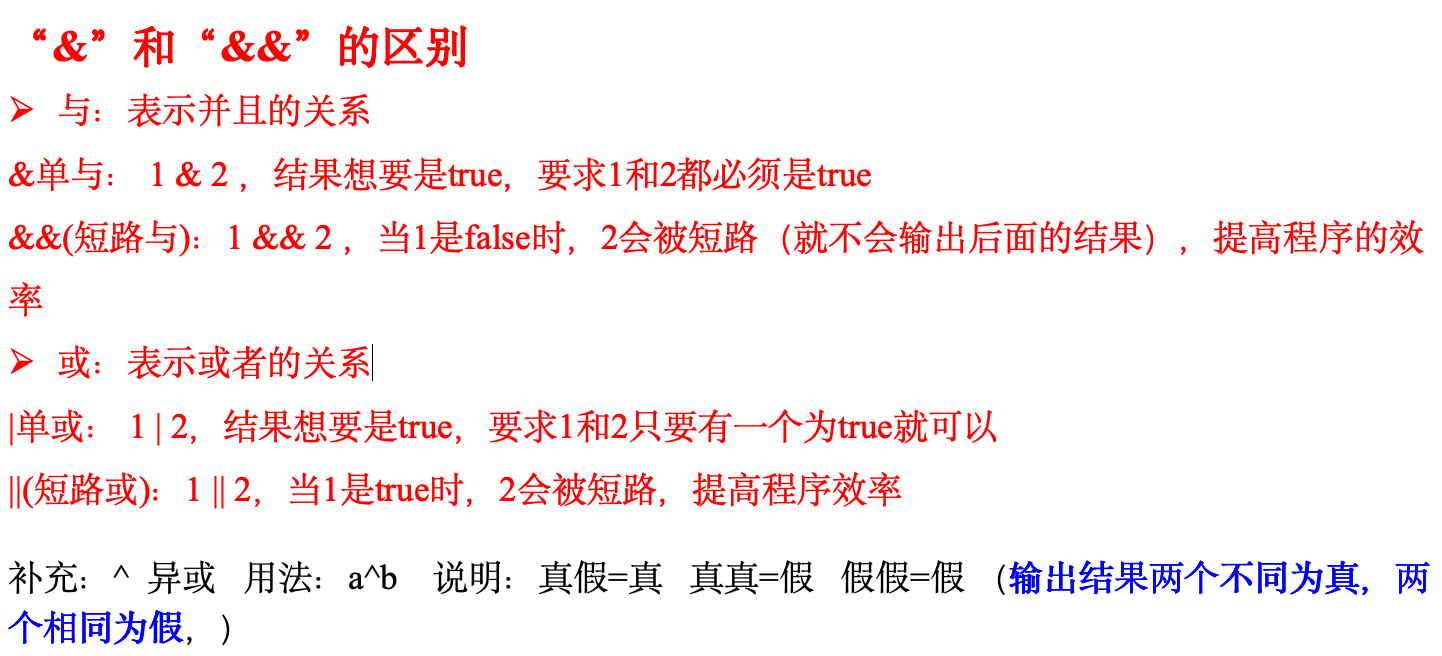 “&”和“&&”的区别
➢ 与：表示并且的关系
&单与： 1 & 2 ，结果想要是true，要求1和2都必须是true
&&(短路与)：1 && 2 ，当1是false时，2会被短路（就不会输出后面的结果），提高程序的效
率
➢ 或：表示或者的关系
|单或： 1 | 2，结果想要是true，要求1和2只要有一个为true就可以
||(短路或)：1 || 2，当1是true时，2会被短路，提高程序效率
补充：^ 异或 用法：a^b 说明：真假=真 真真=假 假假=假 （输出结果两个不同为真，两
个相同为假，）